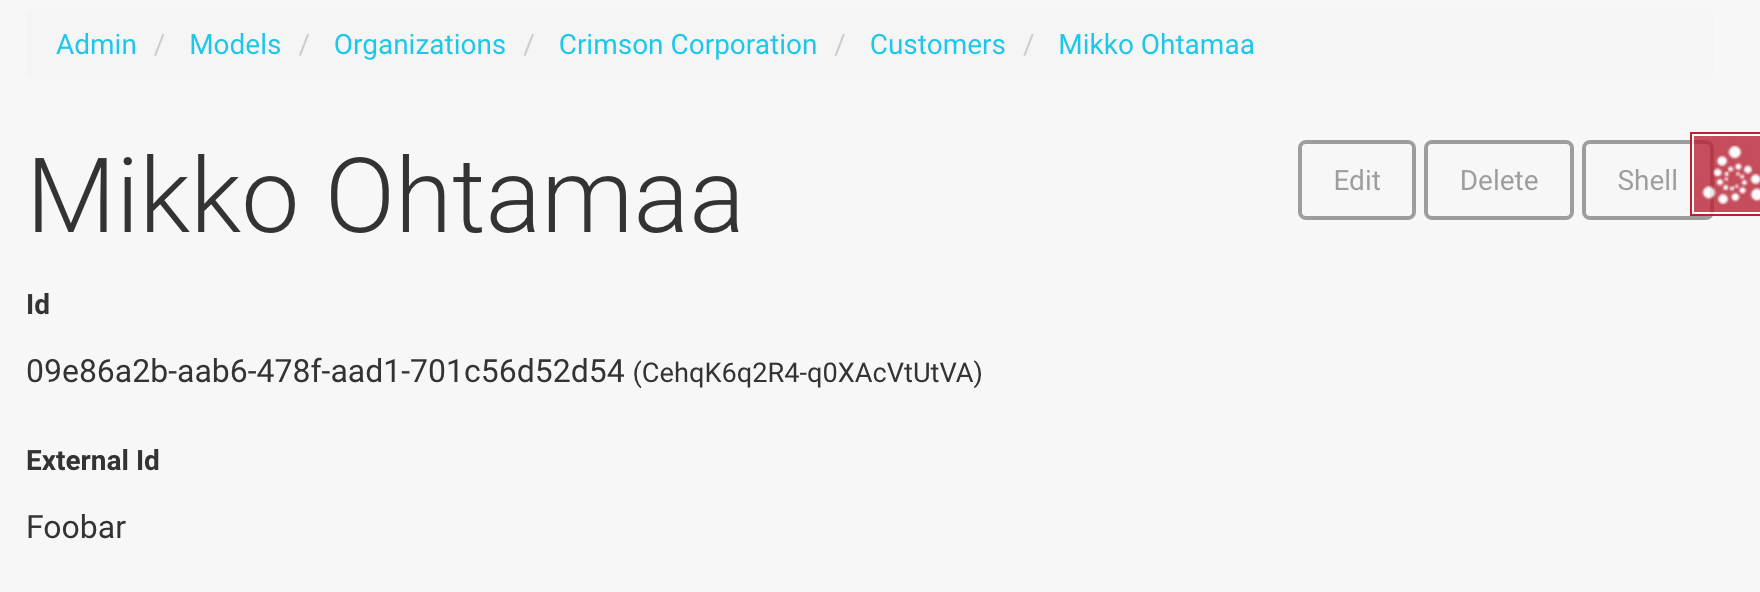 Admin / Models / Organizations / Crimson Corporation / Customers / Mikko Ohtamaa
Mikko Ohtamaa
Edit Delete Shell
Id
09e86a2b-aab6-478f-aad1-701c56d52d54 (CehqK6q2R4-q0XAcVtUtVA)
External Id
Foobar